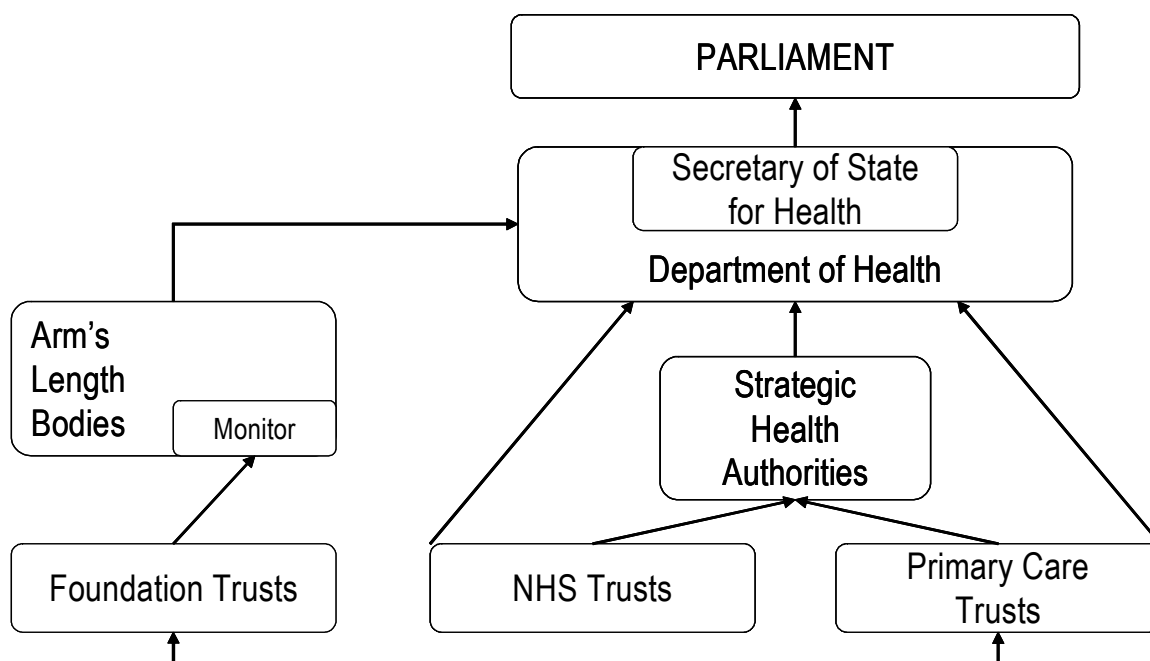 PARLIAMENT
Secretary of State
for Health
Department of Health
Arm's
Length
Bodies
Monitor
Strategic
Health
Authorities
Foundation Trusts
NHS Trusts
Primary Care
Trusts